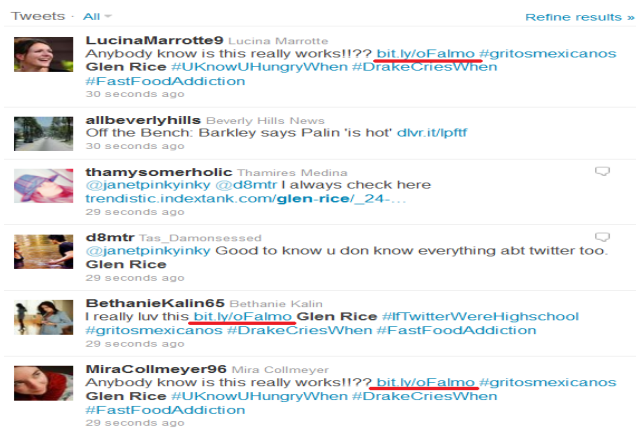 Tweets · All
Refine results »
LucinaMarrotte9 Lucina Marrotte
Anybody know is this really works!!?? bit.ly/oFalmo #gritosmexicanos
Glen Rice #UKnowUHungryWhen #DrakeCriesWhen
#FastFoodAddiction
30 seconds ago
allbeverlyhills Beverly Hills News
Off the Bench: Barkley says Palin 'is hot' dlvr.it/lpftf
30 seconds ago
thamysomerholic Thamires Medina
@janetpinkyinky @d8mtr I always check here
trendistic.indextank.com/glen-rice/_24-...
29 seconds ago
d8mtr Tas_Damonsessed
@janetpinkyinky Good to know u don know everything abt twitter too.
Glen Rice
29 seconds ago
BethanieKalin65 Bethanie Kalin
I really luv this bit.ly/oFalmo Glen Rice #IfTwitterWereHighschool
#gritosmexicanos #DrakeCriesWhen #FastFoodAddiction
29 seconds ago
MiraCollmeyer96 Mira Collmeyer
Anybody know is this really works!!?? bit.ly/oFalmo #gritosmexicanos
Glen Rice #UKnowUHungryWhen #DrakeCriesWhen
#FastFoodAddiction
29 seconds ago